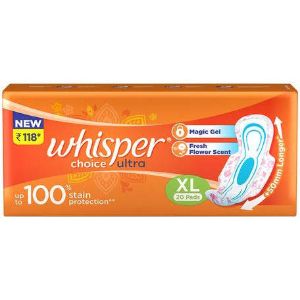 NEW
₹118*
whisper
choice ultra
up to 100% stain protection**
Magic Gel
Fresh Flower Scent
XL
20 Pads
+50mm Longer